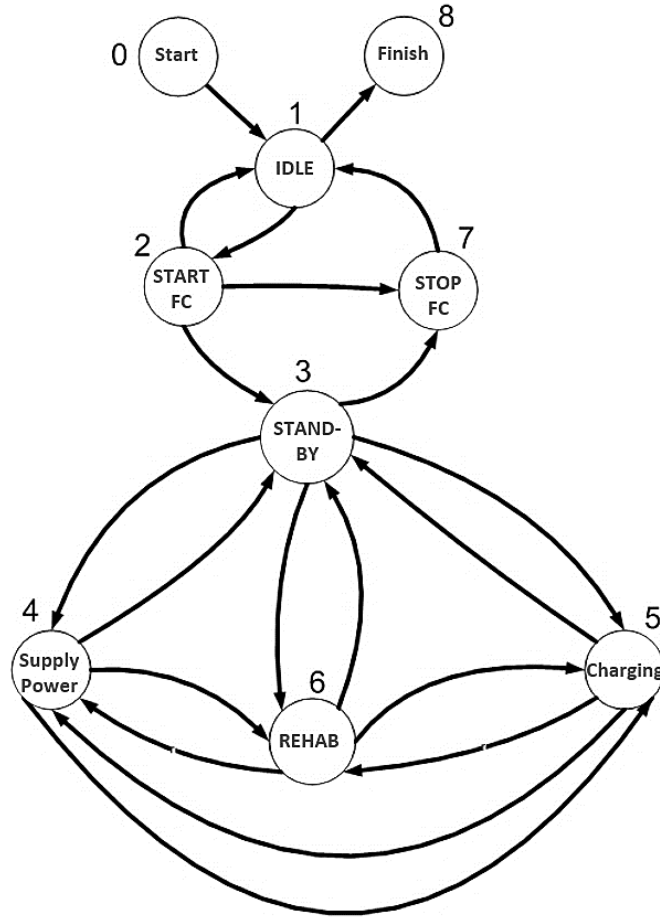 8
0
Start
Finish
1
IDLE
2
7
START
FC
STOP
FC
3
STAND-
BY
4
5
Supply
Power
6
Charging
REHAB